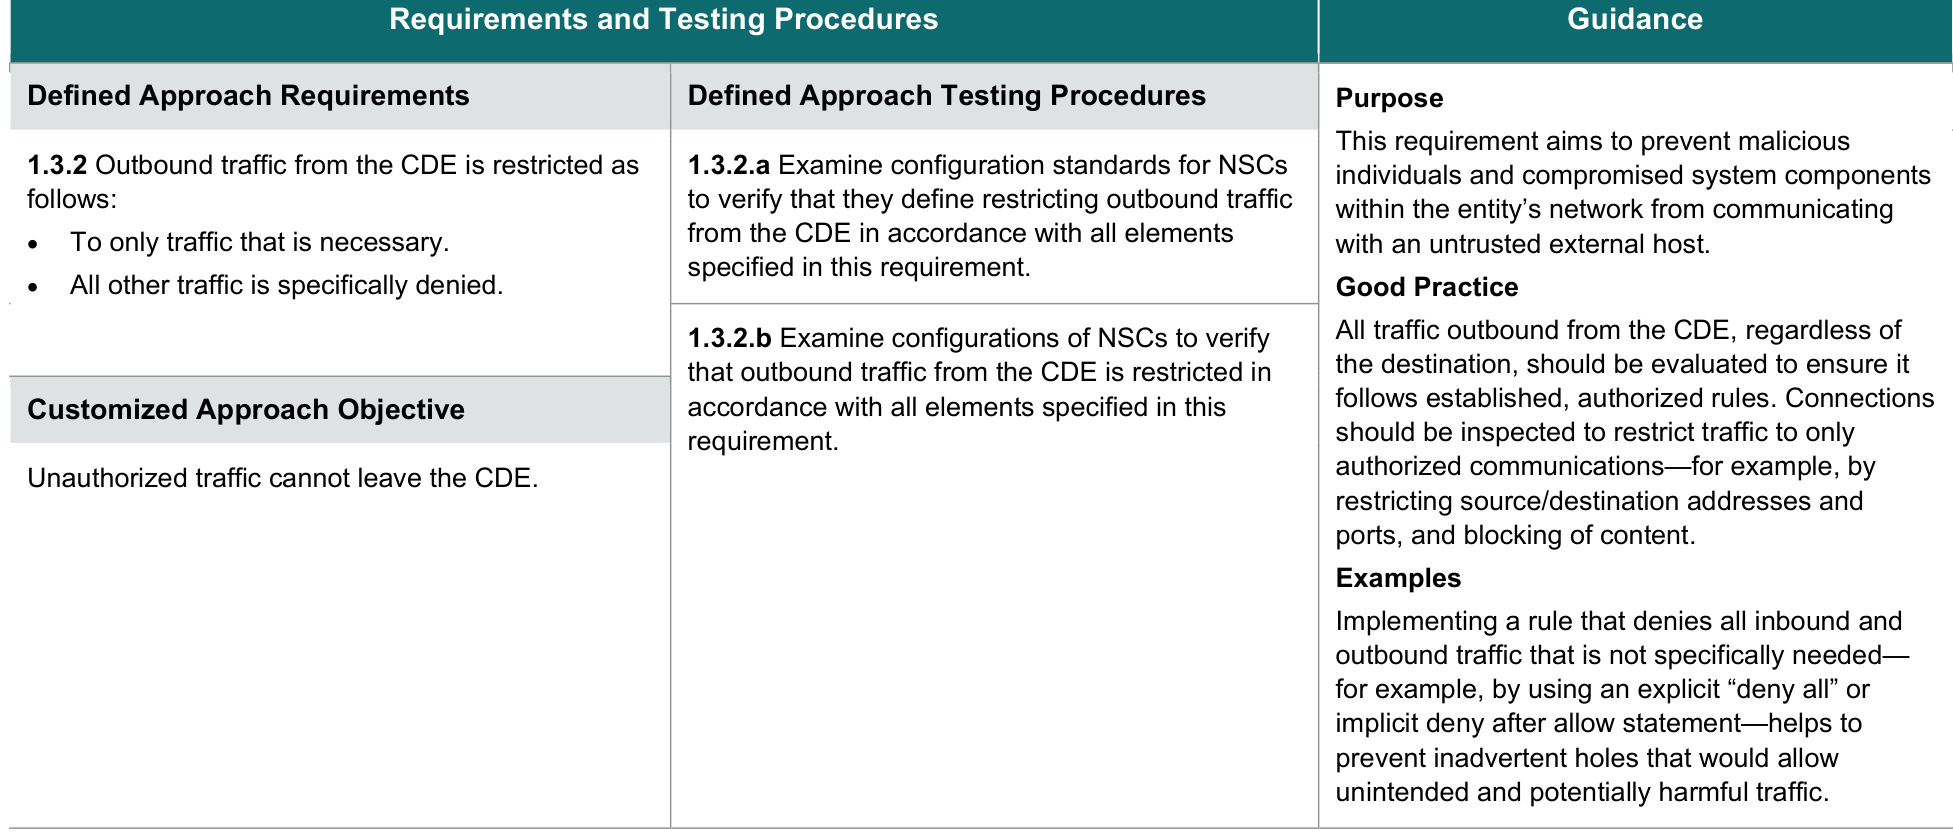 Requirements and Testing Procedures
Guidance
Defined Approach Requirements
1.3.2 Outbound traffic from the CDE is restricted as
follows:
• To only traffic that is necessary.
• All other traffic is specifically denied.
Customized Approach Objective
Unauthorized traffic cannot leave the CDE.
Defined Approach Testing Procedures
1.3.2.a Examine configuration standards for NSCs
to verify that they define restricting outbound traffic
from the CDE in accordance with all elements
specified in this requirement.
1.3.2.b Examine configurations of NSCs to verify
that outbound traffic from the CDE is restricted in
accordance with all elements specified in this
requirement.
Purpose
This requirement aims to prevent malicious
individuals and compromised system components
within the entity’s network from communicating
with an untrusted external host.
Good Practice
All traffic outbound from the CDE, regardless of
the destination, should be evaluated to ensure it
follows established, authorized rules. Connections
should be inspected to restrict traffic to only
authorized communications—for example, by
restricting source/destination addresses and
ports, and blocking of content.
Examples
Implementing a rule that denies all inbound and
outbound traffic that is not specifically needed—
for example, by using an explicit “deny all” or
implicit deny after allow statement—helps to
prevent inadvertent holes that would allow
unintended and potentially harmful traffic.